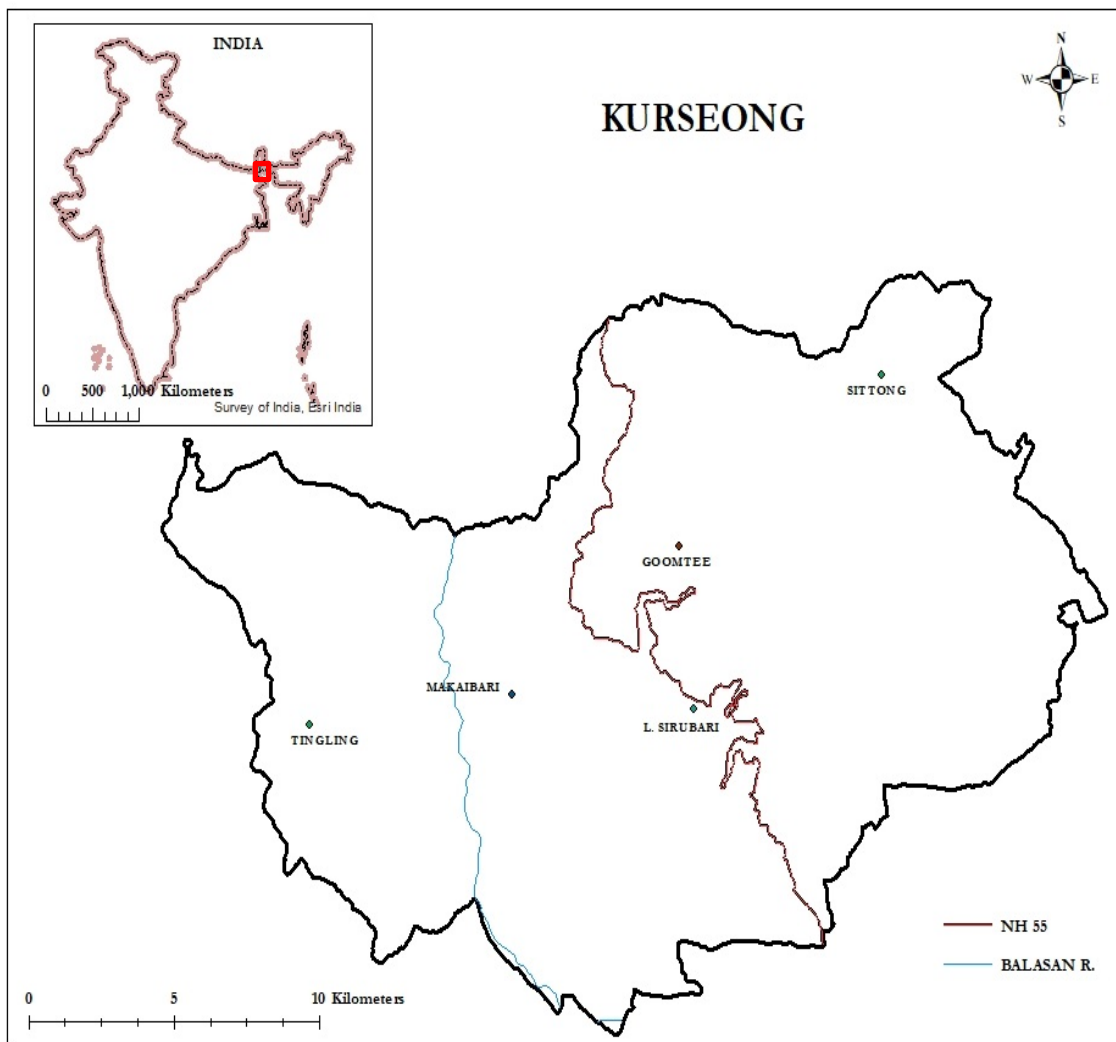 INDIA
0 500 1,000 Kilometers
Survey of India, Esri India
KURSEONG
N
W E
S
SITTONG
GOOMTEE
MAKAIBARI
L. SIRUBARI
TINGLING
NH 55
BALASAN R.
0 5 10 Kilometers